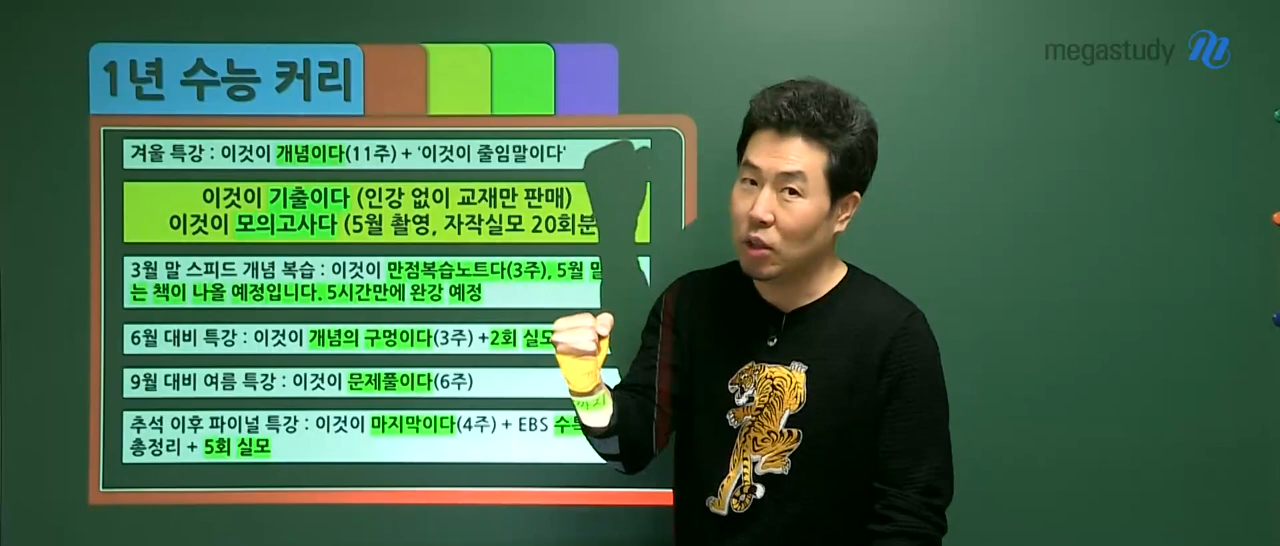 megastudy
1년 수능 커리
겨울 특강 : 이것이 개념이다(11주) + '이것이 줄임말이다'
이것이 기출이다 (인강 없이 교재만 판매)
이것이 모의고사다 (5월 촬영, 자작실모 20회분
3월 말 스피드 개념 복습 : 이것이 만점복습노트다(3주), 5월 말
는 책이 나올 예정입니다. 5시간만에 완강 예정
6월 대비 특강 : 이것이 개념의 구멍이다(3주) +2회 실모
9월 대비 여름 특강 : 이것이 문제풀이다(6주)
추석 이후 파이널 특강 : 이것이 마지막이다(4주) + EBS
총정리 + 5회 실모